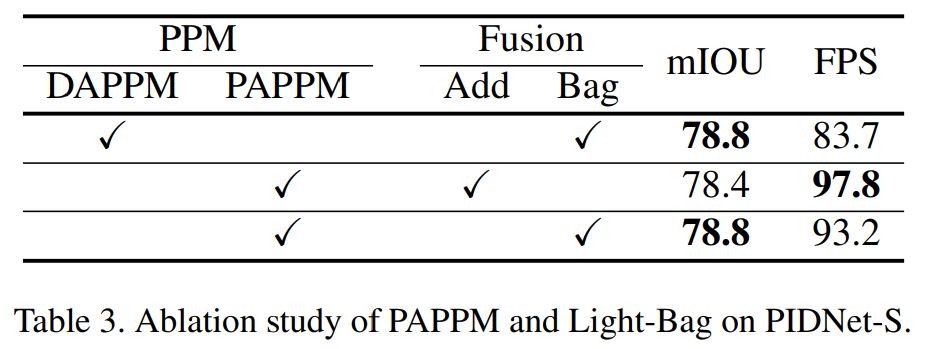 PPM Fusion mIOU FPS
DAPPM PAPPM Add Bag
✓ ✓ 78.8 83.7
✓ ✓ 78.4 97.8
✓ ✓ 78.8 93.2
Table 3. Ablation study of PAPPM and Light-Bag on PIDNet-S.